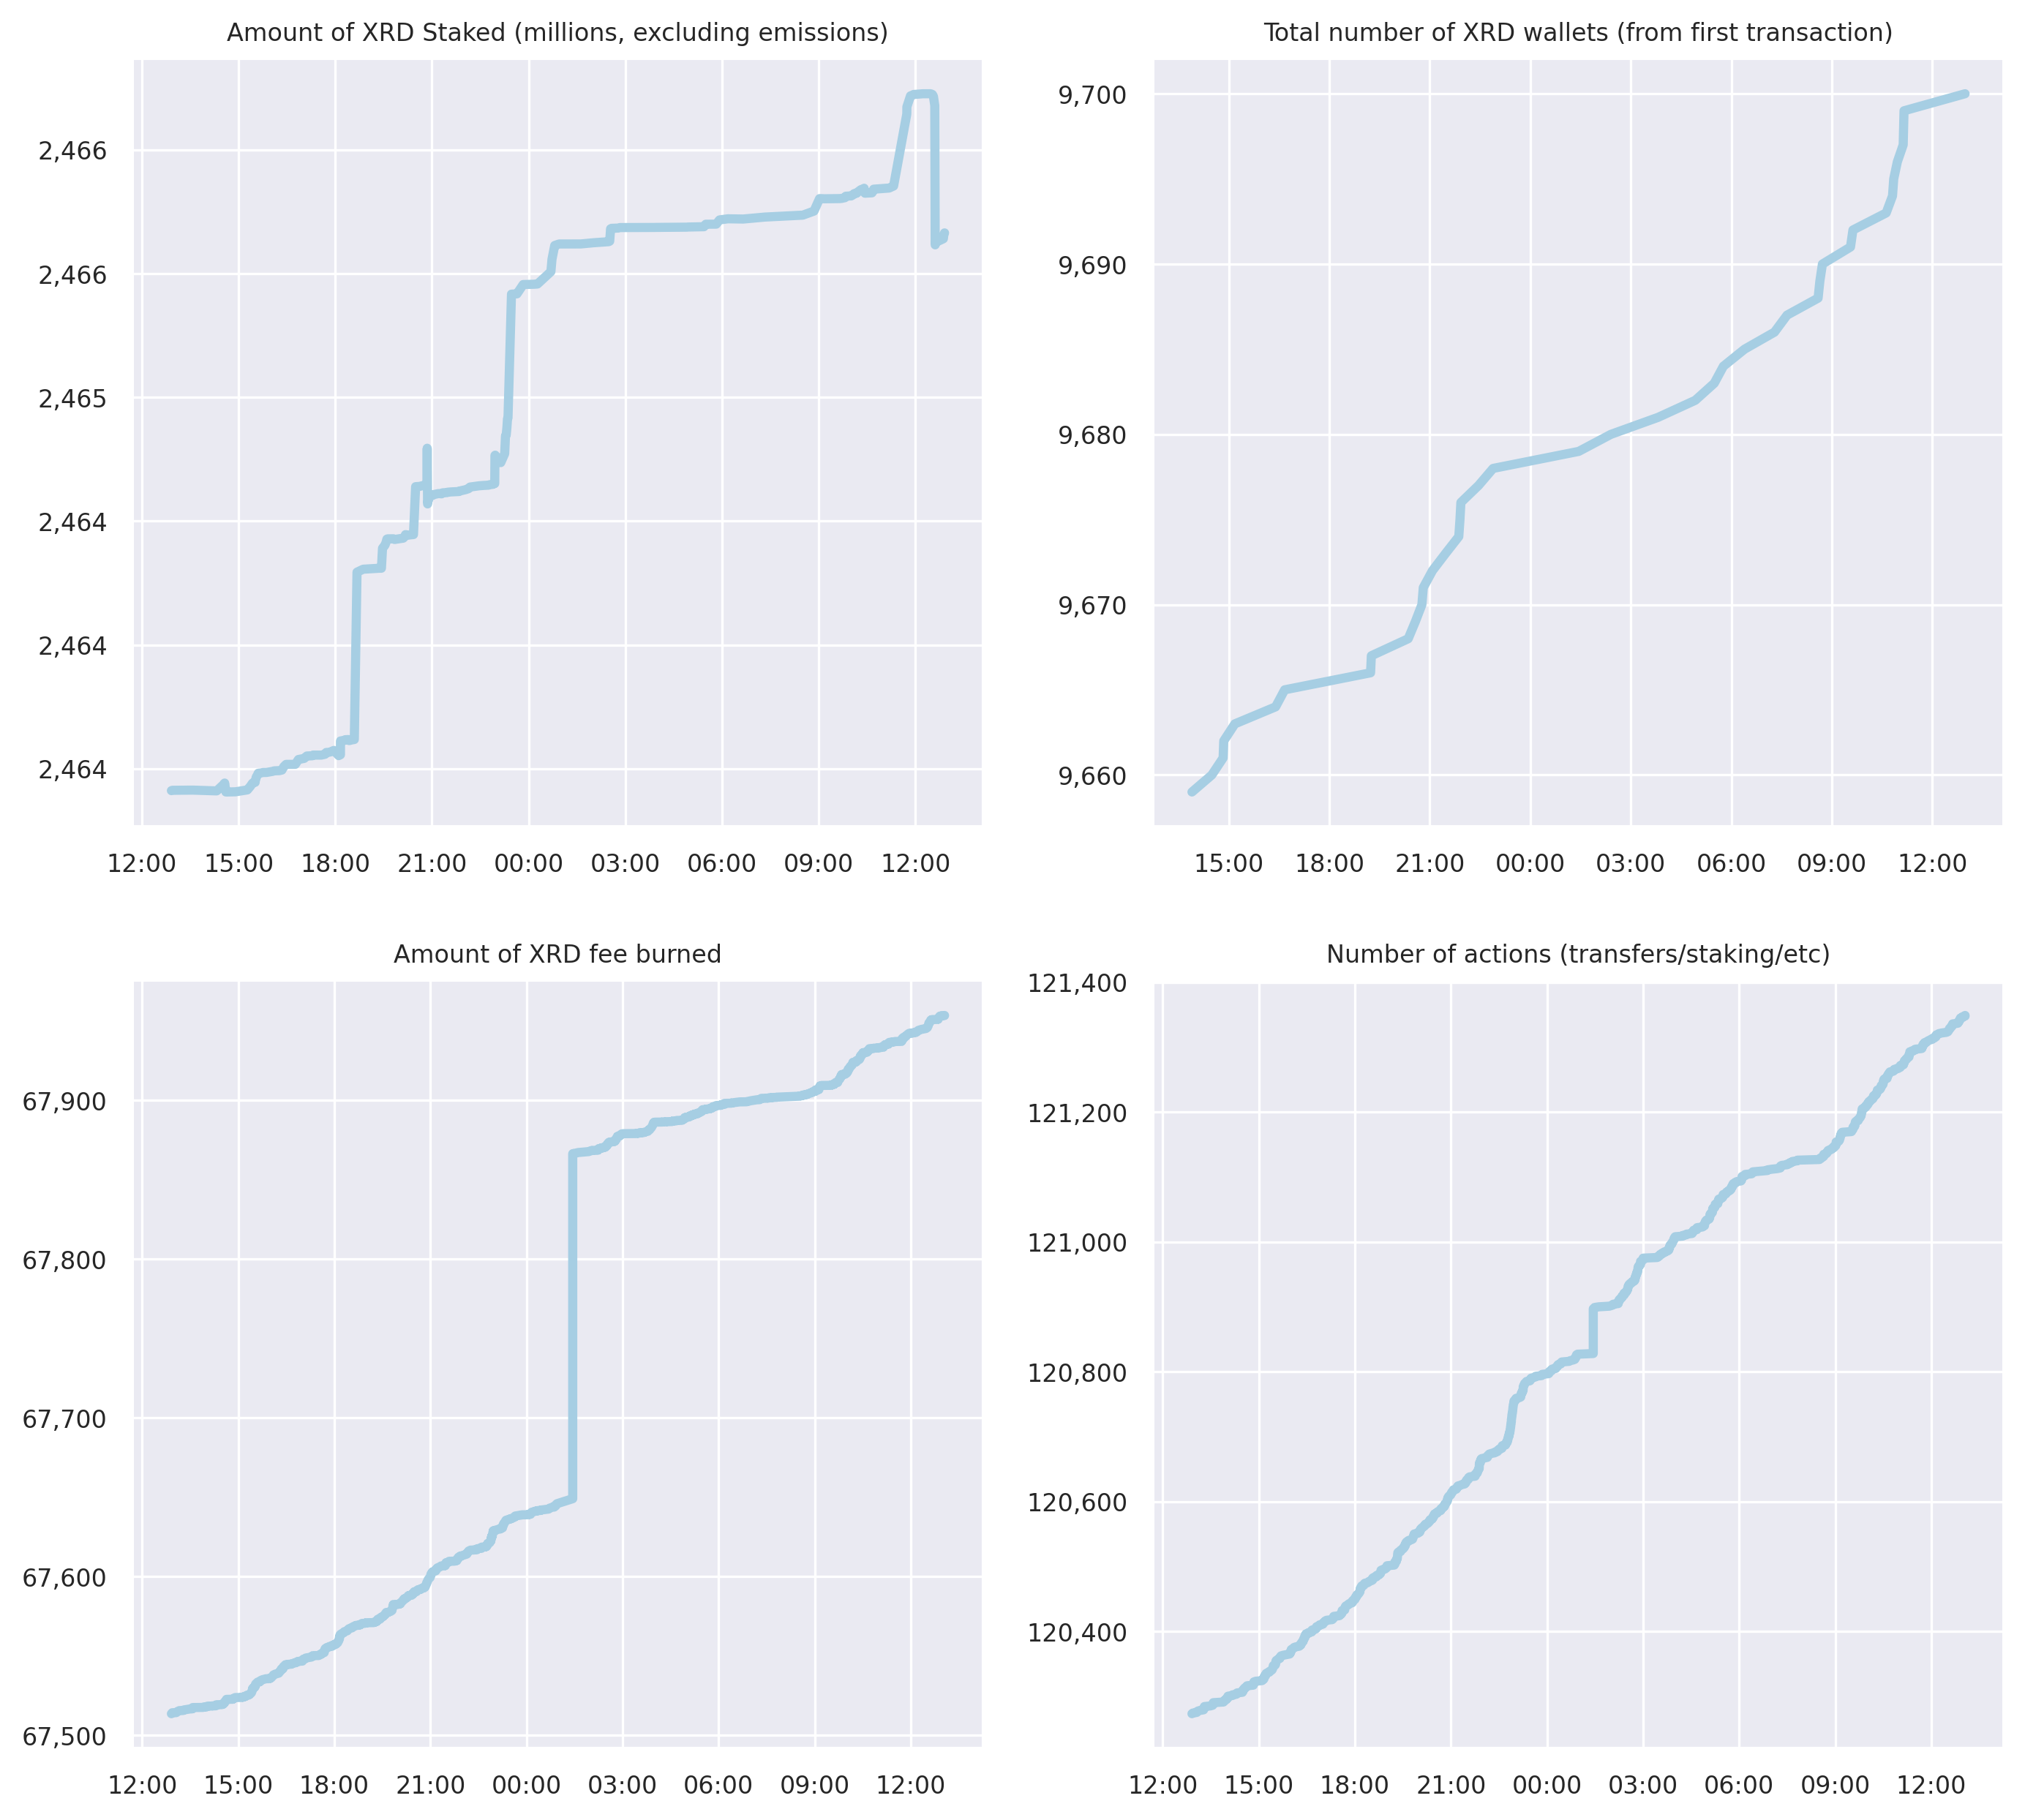 Amount of XRD Staked (millions, excluding emissions)
2,466
2,466
2,465
2,464
2,464
2,464
12:00 15:00 18:00 21:00 00:00 03:00 06:00 09:00 12:00
Total number of XRD wallets (from first transaction)
9,700
9,690
9,680
9,670
9,660
15:00 18:00 21:00 00:00 03:00 06:00 09:00 12:00
Amount of XRD fee burned
67,900
67,800
67,700
67,600
67,500
12:00 15:00 18:00 21:00 00:00 03:00 06:00 09:00 12:00
Number of actions (transfers/staking/etc)
121,400
121,200
121,000
120,800
120,600
120,400
12:00 15:00 18:00 21:00 00:00 03:00 06:00 09:00 12:00